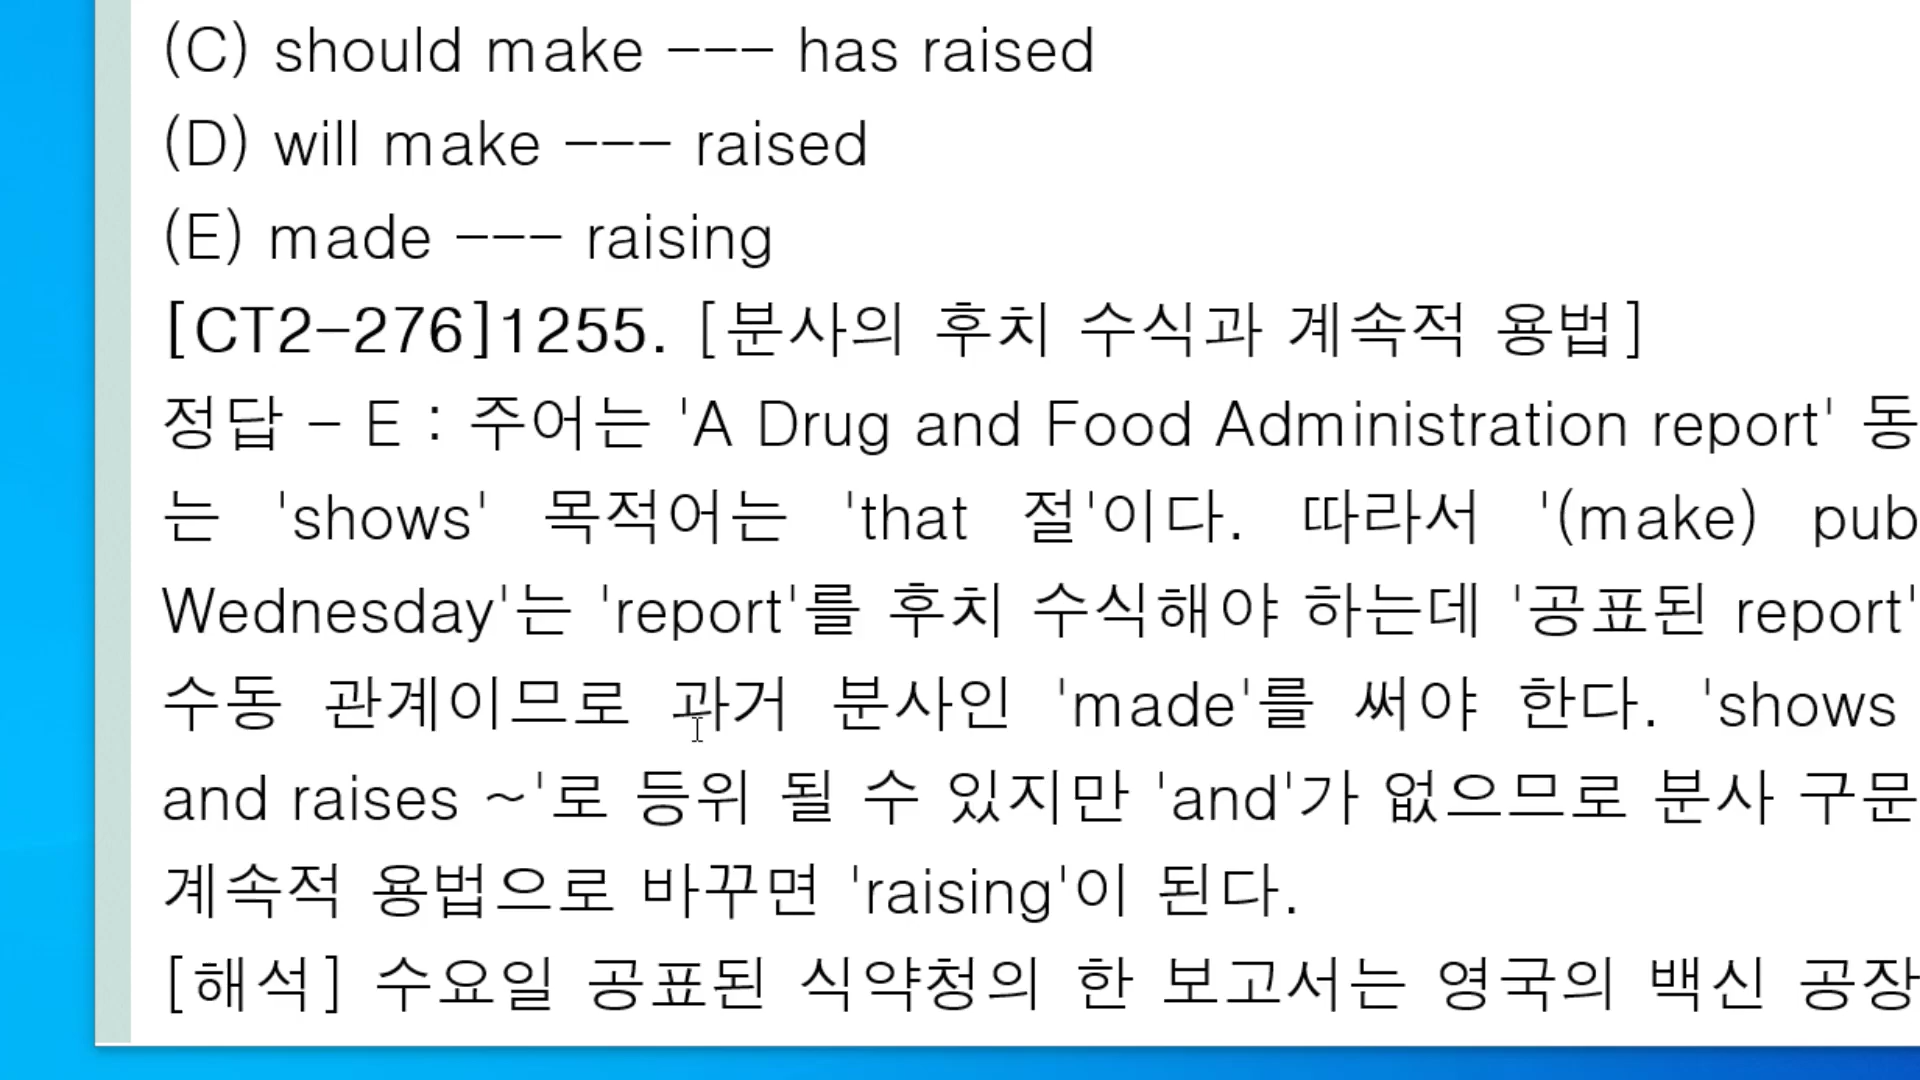 (C) should make --- has raised
(D) will make --- raised
(E) made --- raising
[CT2-276]1255. [분사의 후치 수식과 계속적 용법]
정답 - E : 주어는 'A Drug and Food Administration report' 동
는 'shows' 목적어는 'that 절'이다. 따라서 '(make) pub
Wednesday'는 'report'를 후치 수식해야 하는데 '공표된 report'
수동 관계이므로 과거 분사인 'made'를 써야 한다. 'shows
and raises ~'로 등위 될 수 있지만 'and'가 없으므로 분사 구문
계속적 용법으로 바꾸면 'raising'이 된다.
[해석] 수요일 공표된 식약청의 한 보고서는 영국의 백신 공장